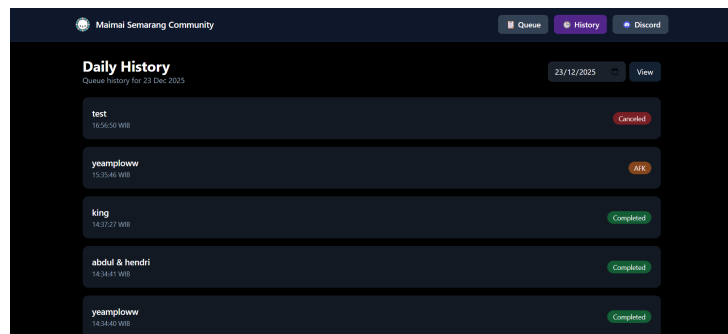 Maimai Semarang Community
Queue
History
Discord
Daily History
Queue history for 23 Dec 2025
23/12/2025
View
test
16:56:50 WIB
Canceled
yeamploww
15:35:46 WIB
AFK
king
14:37:27 WIB
Completed
abdul & hendri
14:34:41 WIB
Completed
yeamploww
14:34:40 WIB
Completed